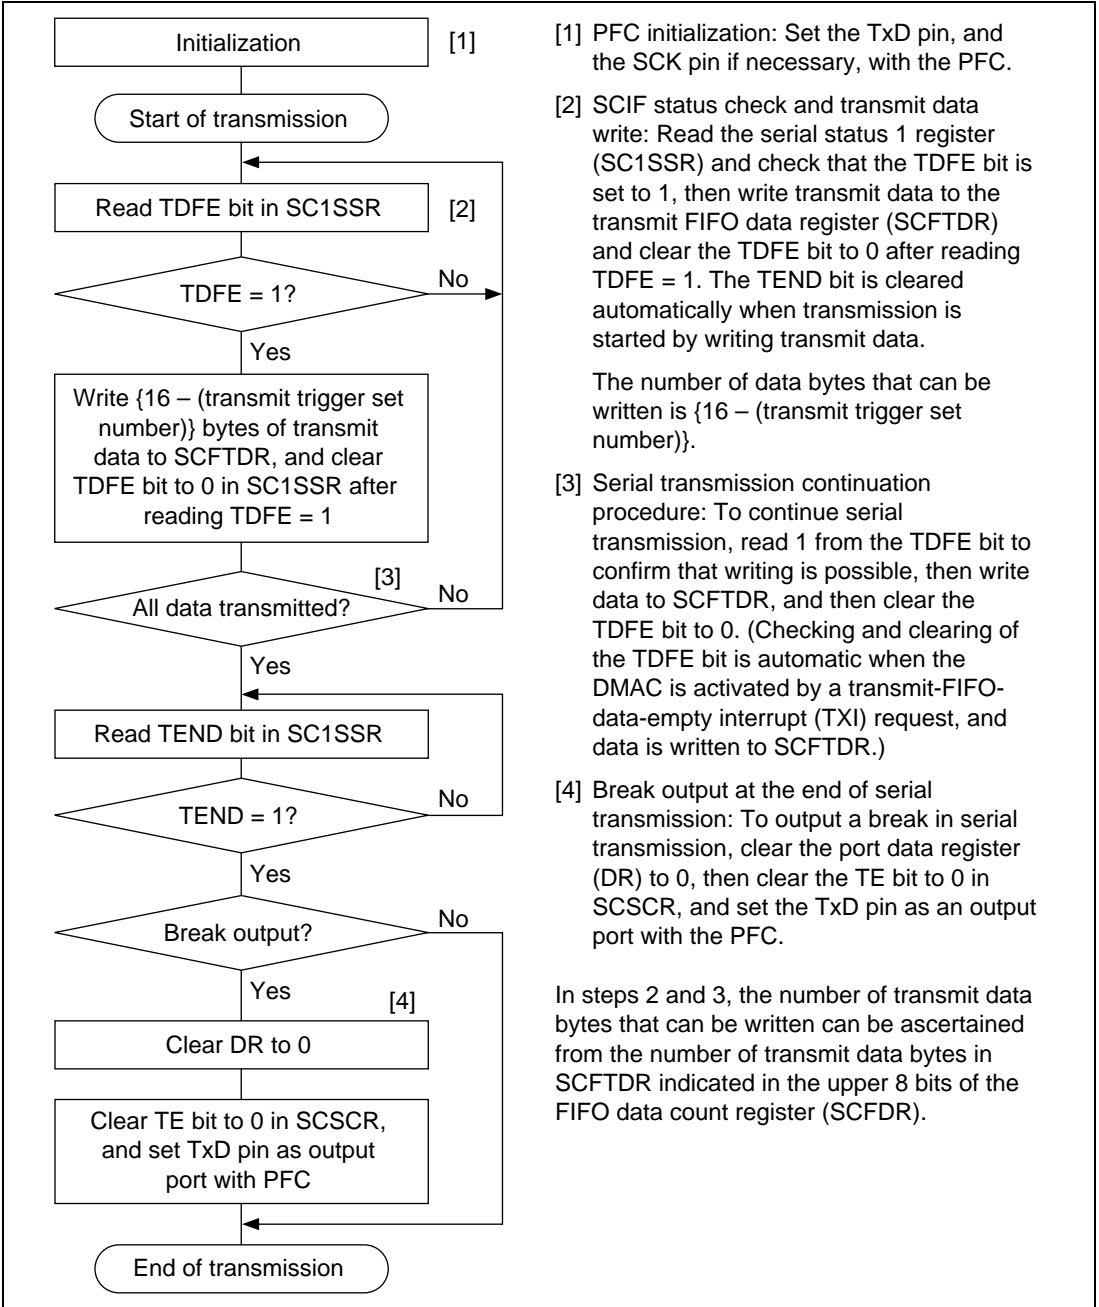 Initialization
[1]
Start of transmission
Read TDFE bit in SC1SSR
[2]
TDFE = 1?
No
Yes
Write {16 – (transmit trigger set
number)} bytes of transmit
data to SCFTDR, and clear
TDFE bit to 0 in SC1SSR after
reading TDFE = 1
[3]
All data transmitted?
No
Yes
Read TEND bit in SC1SSR
TEND = 1?
No
Yes
Break output?
No
Yes
[4]
Clear DR to 0
Clear TE bit to 0 in SCSCR,
and set TxD pin as output
port with PFC
End of transmission
[1] PFC initialization: Set the TxD pin, and
the SCK pin if necessary, with the PFC.
[2] SCIF status check and transmit data
write: Read the serial status 1 register
(SC1SSR) and check that the TDFE bit is
set to 1, then write transmit data to the
transmit FIFO data register (SCFTDR)
and clear the TDFE bit to 0 after reading
TDFE = 1. The TEND bit is cleared
automatically when transmission is
started by writing transmit data.
The number of data bytes that can be
written is {16 – (transmit trigger set
number)}.
[3] Serial transmission continuation
procedure: To continue serial
transmission, read 1 from the TDFE bit to
confirm that writing is possible, then write
data to SCFTDR, and then clear the
TDFE bit to 0. (Checking and clearing of
the TDFE bit is automatic when the
DMAC is activated by a transmit-FIFO-
data-empty interrupt (TXI) request, and
data is written to SCFTDR.)
[4] Break output at the end of serial
transmission: To output a break in serial
transmission, clear the port data register
(DR) to 0, then clear the TE bit to 0 in
SCSCR, and set the TxD pin as an output
port with the PFC.
In steps 2 and 3, the number of transmit data
bytes that can be written can be ascertained
from the number of transmit data bytes in
SCFTDR indicated in the upper 8 bits of the
FIFO data count register (SCFDR).